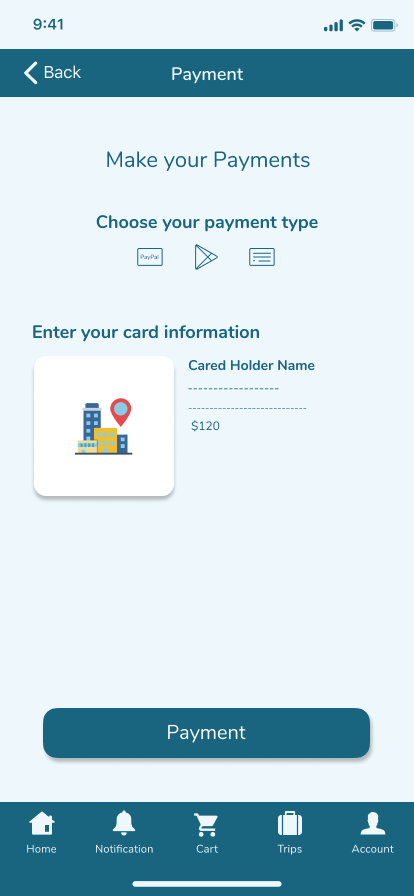 9:41
Back
Payment
Make your Payments
Choose your payment type
PayPal
Enter your card information
Cared Holder Name
-----------------
--------------------------
$120
Payment
Home
Notification
Cart
Trips
Account